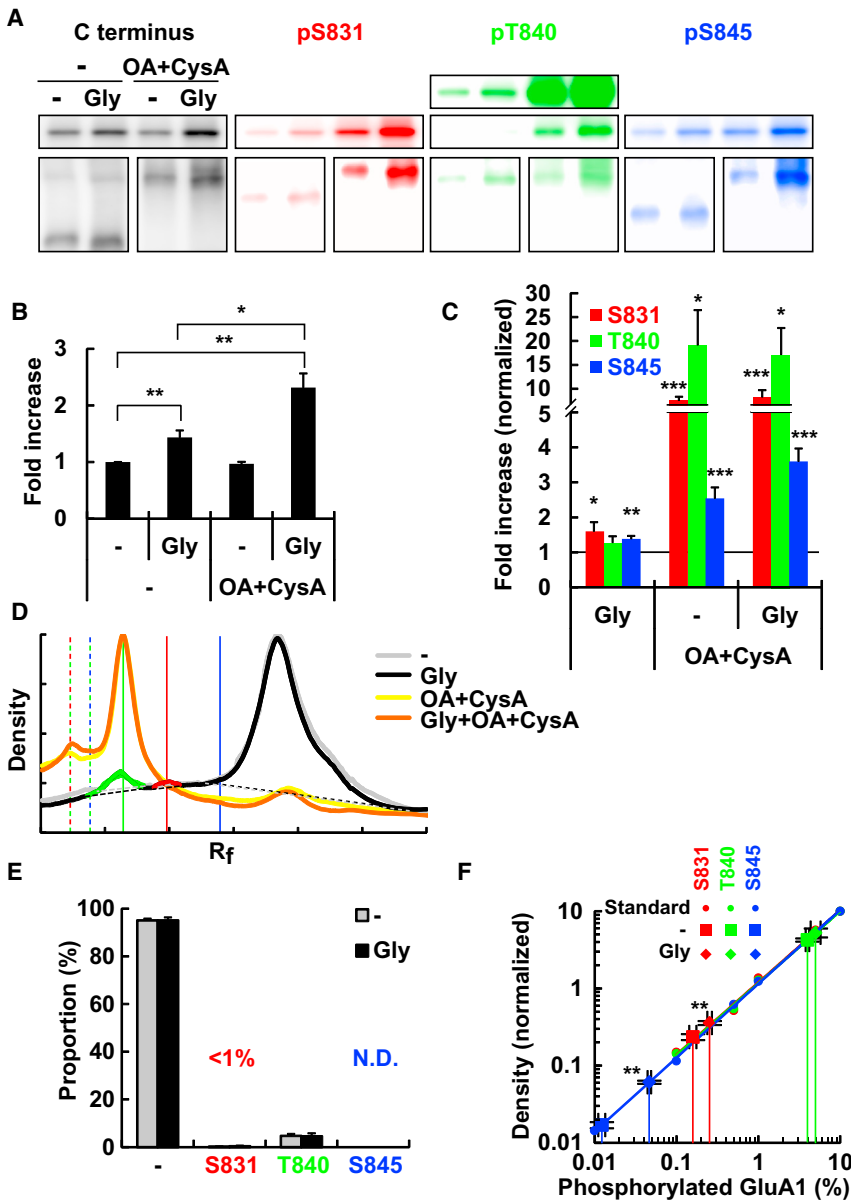 A
C terminus
pS831
pT840
pS845
-
OA+CysA
-
Gly
-
Gly
B
*
**
**
Fold increase
3
2
1
0
-
Gly
-
Gly
-
OA+CysA
C
Fold increase (normalized)
30
25
20
15
10
5
4
3
2
1
0
S831
T840
S845
*
**
***
*
***
***
*
***
Gly
-
Gly
OA+CysA
D
Density
-
Gly
OA+CysA
Gly+OA+CysA
Rf
E
Proportion (%)
100
80
60
40
20
0
-
Gly
<1%
N.D.
-
S831
T840
S845
F
S831
T840
S845
Standard
-
Gly
Density (normalized)
10
1
0.1
0.01
**
**
0.01
0.1
1
10
Phosphorylated GluA1 (%)